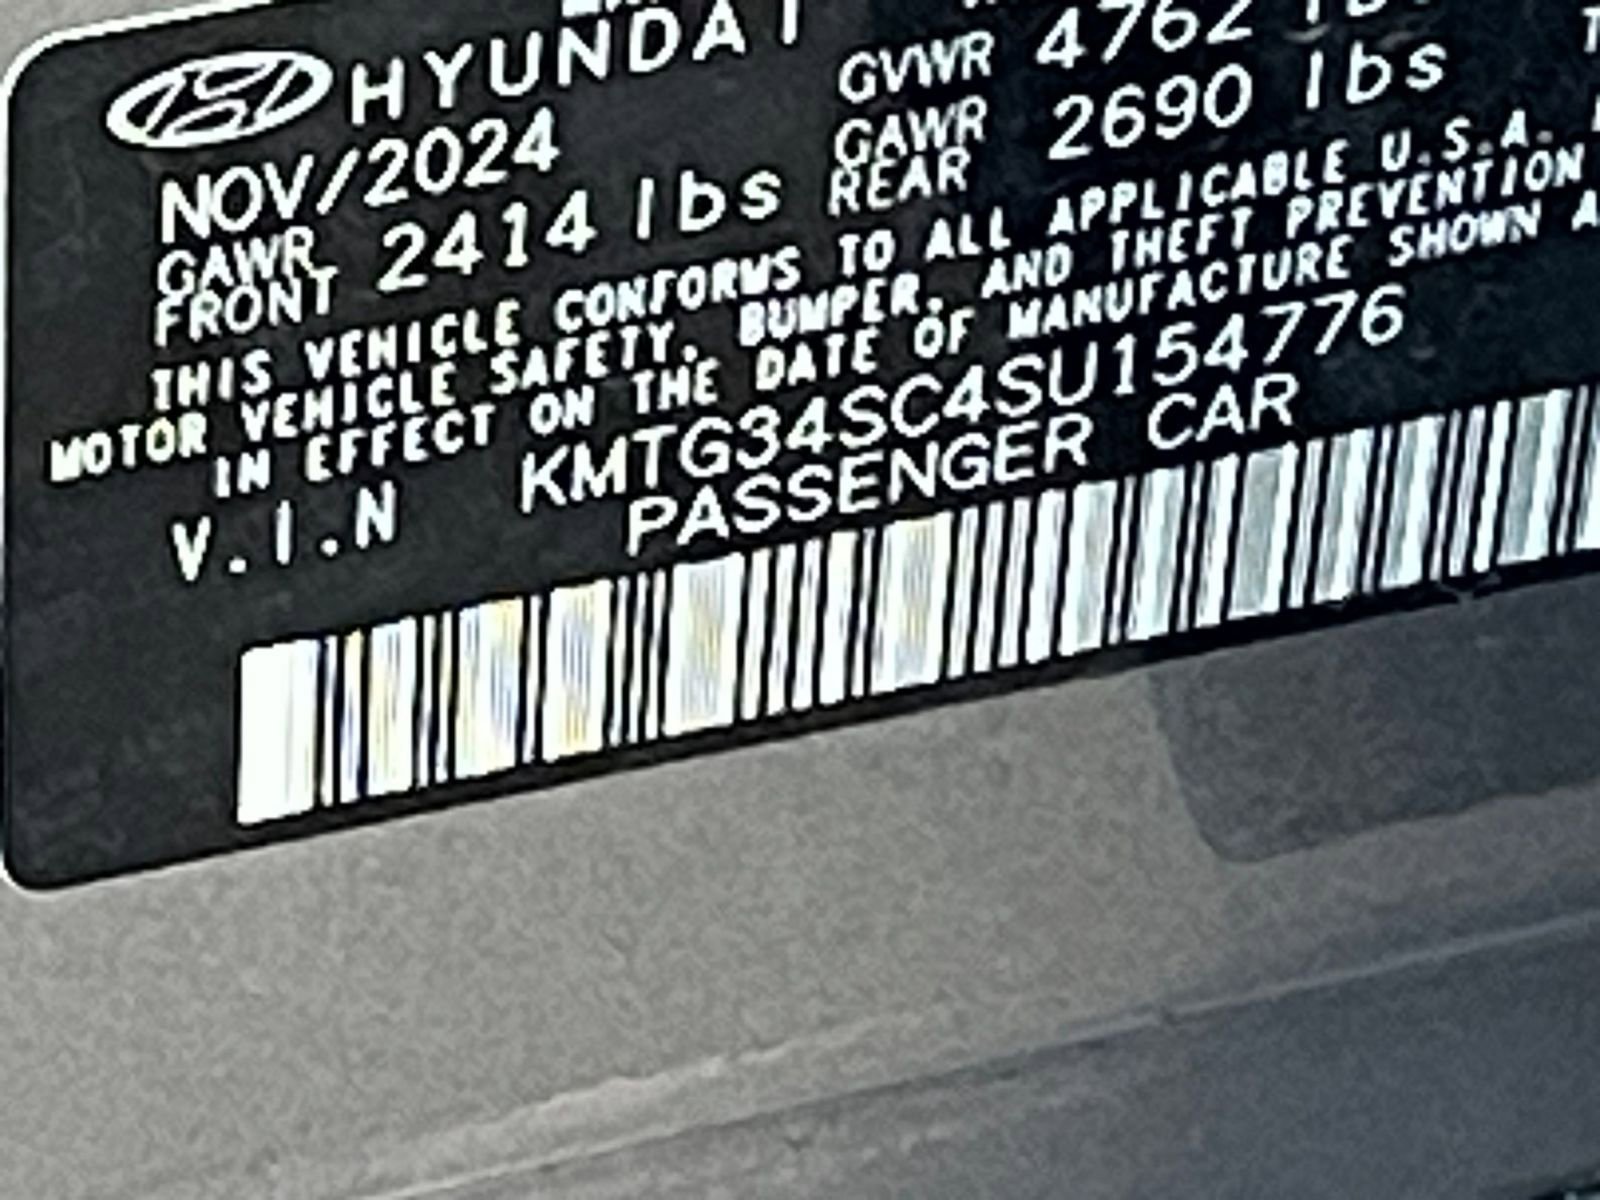 HYUNDAI
NOV/2024
GVWR 4762
GAWR FRONT 2414 lbs GAWR REAR 2690 lbs
THIS VEHICLE CONFORMS TO ALL APPLICABLE U.S.A.
MOTOR VEHICLE SAFETY, BUMPER, AND THEFT PREVENTION
IN EFFECT ON THE DATE OF MANUFACTURE SHOWN
V.I.N KMTG34SC4SU154776
PASSENGER CAR